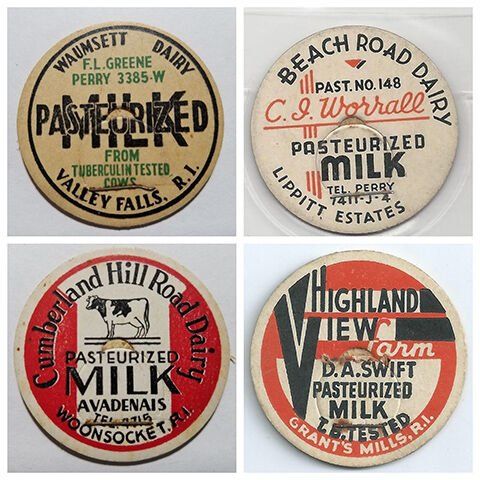 WAUMSETT DAIRY
F.L. GREENE
PERRY 3385-W
MILK
PASTEURIZED
FROM
TUBERCULIN TESTED
COWS
VALLEY FALLS, R.I.
BEACH ROAD DAIRY
PAST. NO. 148
C.J. Worrall
PASTEURIZED
MILK
TEL. PERRY
7411-J-4
LIPPITT ESTATES
Cumberland Hill Road Dairy
PASTEURIZED
MILK
AVADENAIS
TEL. 2715
WOONSOCKET, R.I.
HIGHLAND
VIEW
Farm
D.A. SWIFT
PASTEURIZED
MILK
T.B. TESTED
GRANT'S MILLS, R.I.